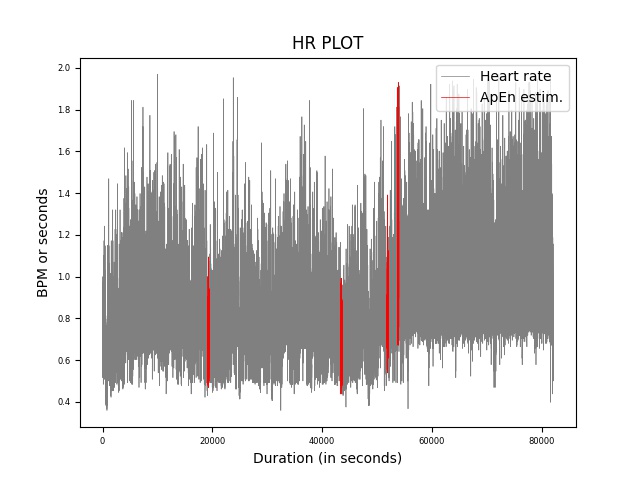 HR PLOT
Heart rate
ApEn estim.
BPM or seconds
2.0
1.8
1.6
1.4
1.2
1.0
0.8
0.6
0.4
0
20000
40000
60000
80000
Duration (in seconds)